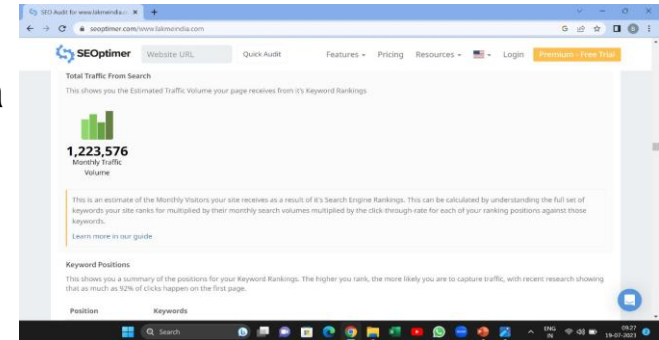 SEO Audit for www.lakmeindia.c
seoptimer.com/www.lakmeindia.com
SEOptimer Website URL Quick Audit Features Pricing Resources Login Premium - Free Trial
Total Traffic From Search
This shows you the Estimated Traffic Volume your page receives from it's Keyword Rankings
1,223,576
Monthly Traffic
Volume
This is an estimate of the Monthly Visitors your site receives as a result of it's Search Engine Rankings. This can be calculated by understanding the full set of
keywords your site ranks for multiplied by their monthly search volumes multiplied by the click-through-rate for each of your ranking positions against those
keywords.
Learn more in our guide
Keyword Positions
This shows you a summary of the positions for your Keyword Rankings. The higher you rank, the more likely you are to capture traffic, with recent research showing
that as much as 92% of clicks happen on the first
page.
Position Keywords
Search ENG
IN
09:27
19-07-2023